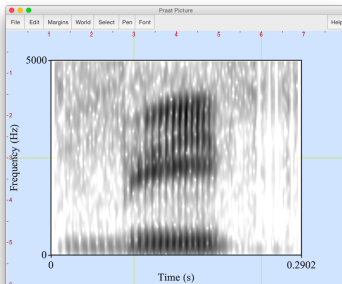 Praat Picture
File Edit Margins World Select Pen Font Help
1 2 3 4 5 6 7
5000
-1
-2
-3
-4
-5
Frequency (Hz)
0
0 0.2902
Time (s)